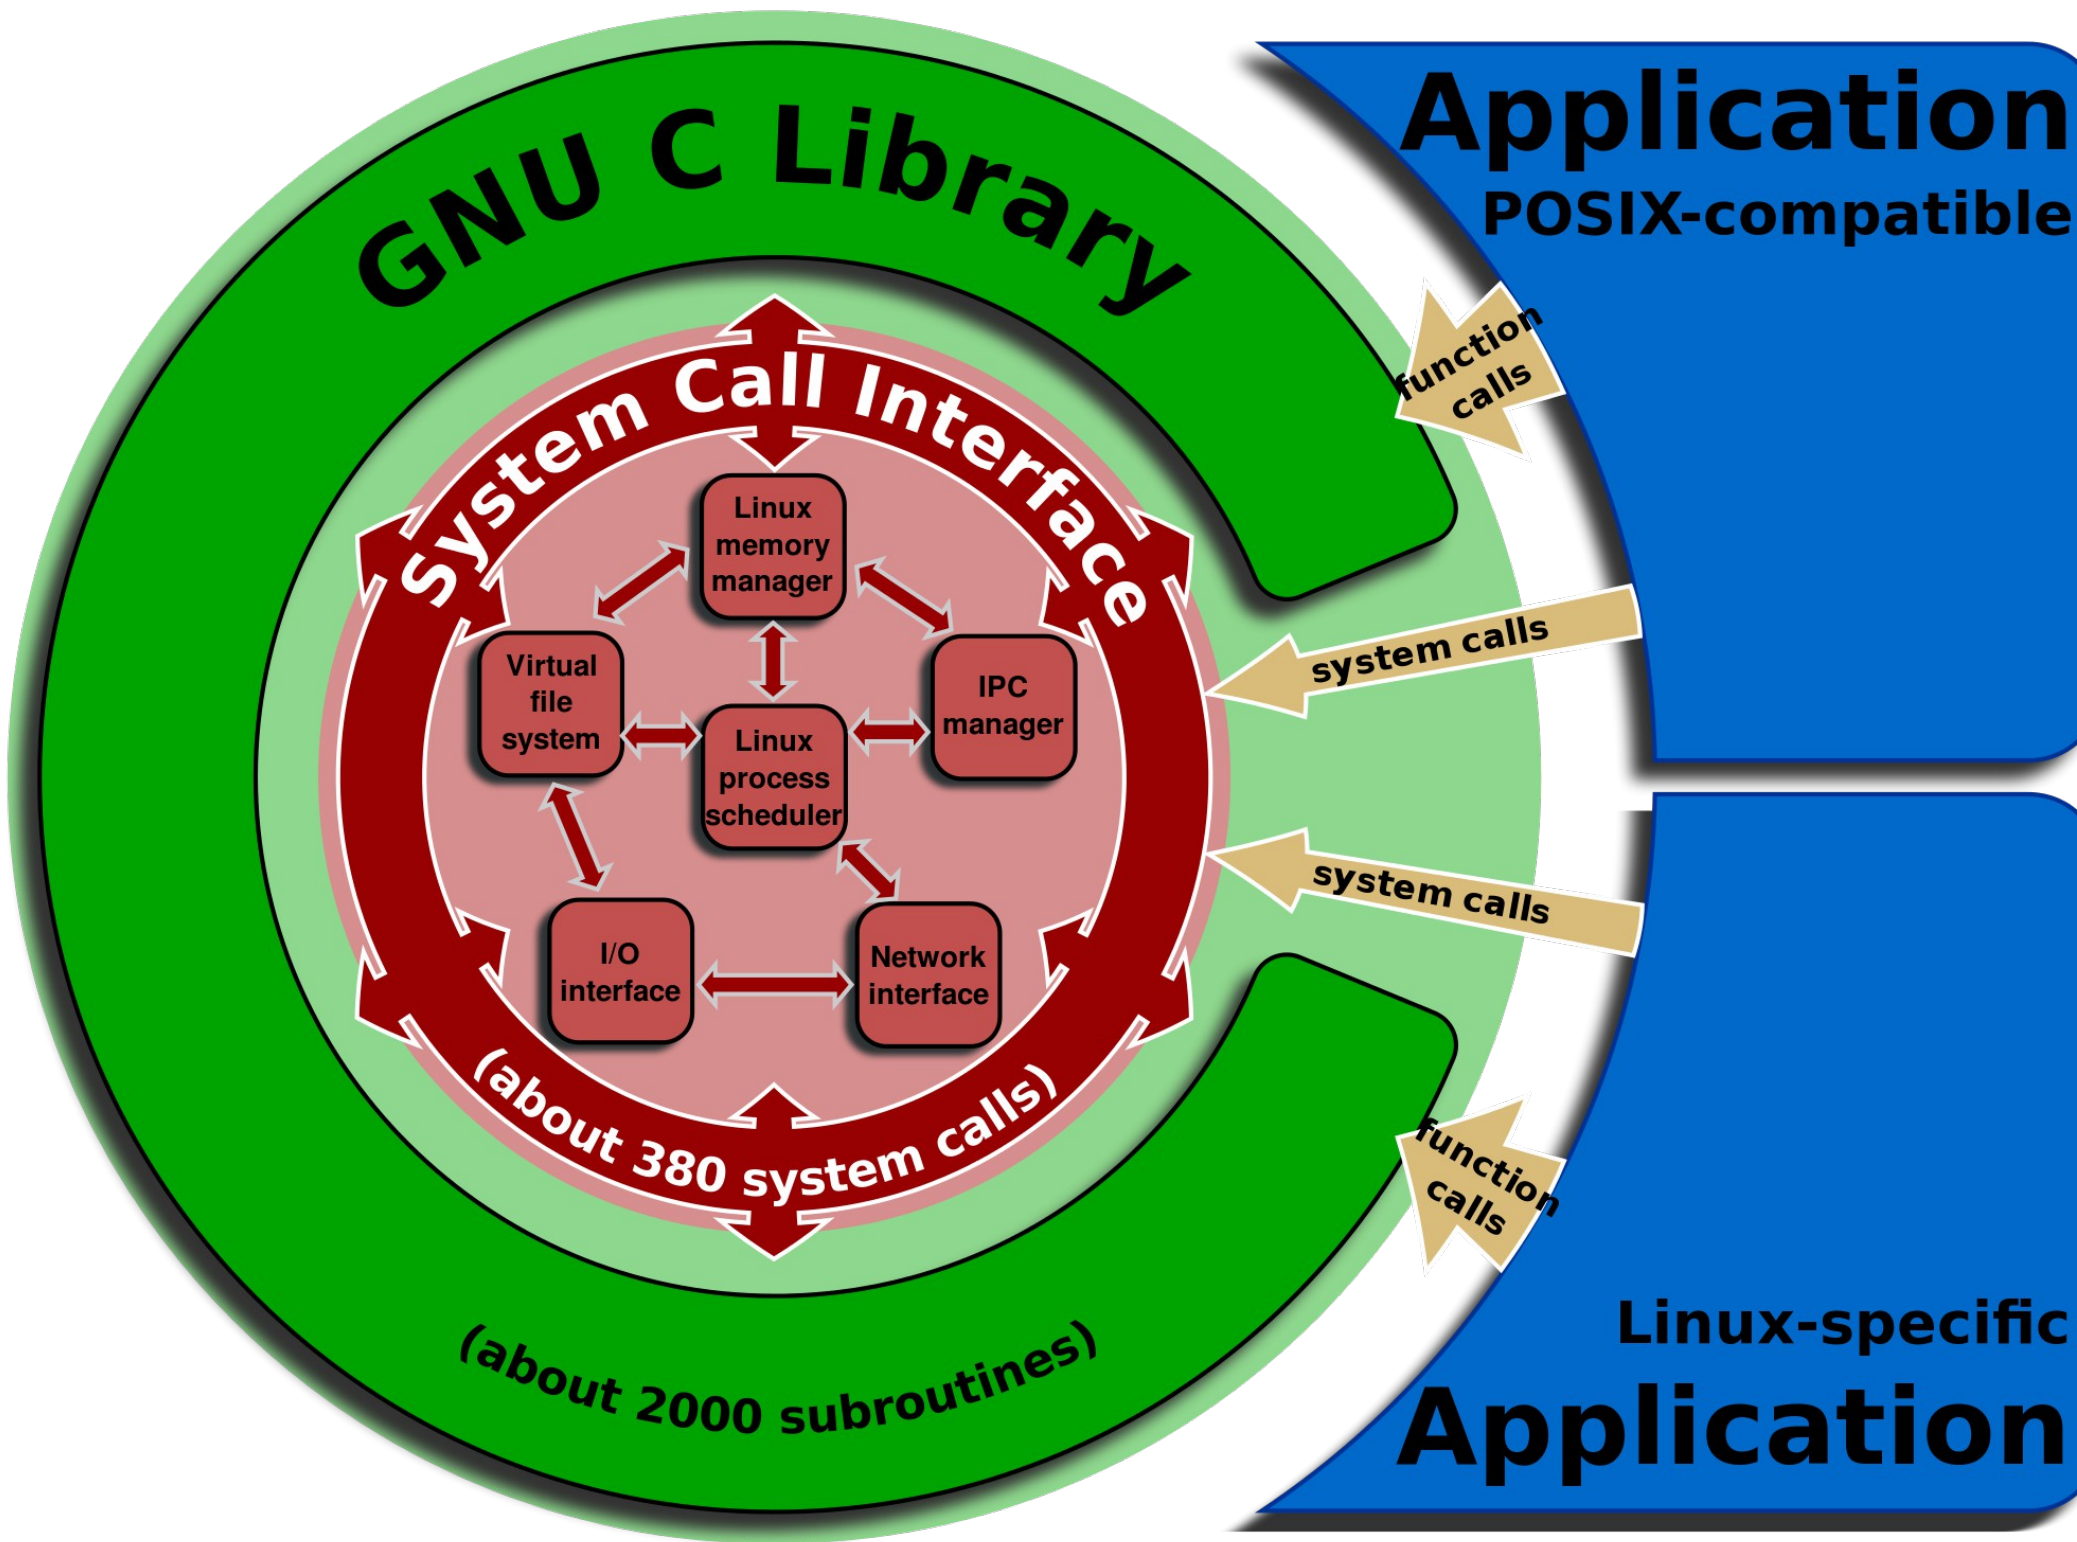 GNU C Library
System Call Interface
Linux
memory
manager
Virtual
file
system
IPC
manager
Linux
process
scheduler
I/O
interface
Network
interface
(about 380 system calls)
(about 2000 subroutines)
Application
POSIX-compatible
function
calls
system calls
system calls
function
calls
Linux-specific
Application